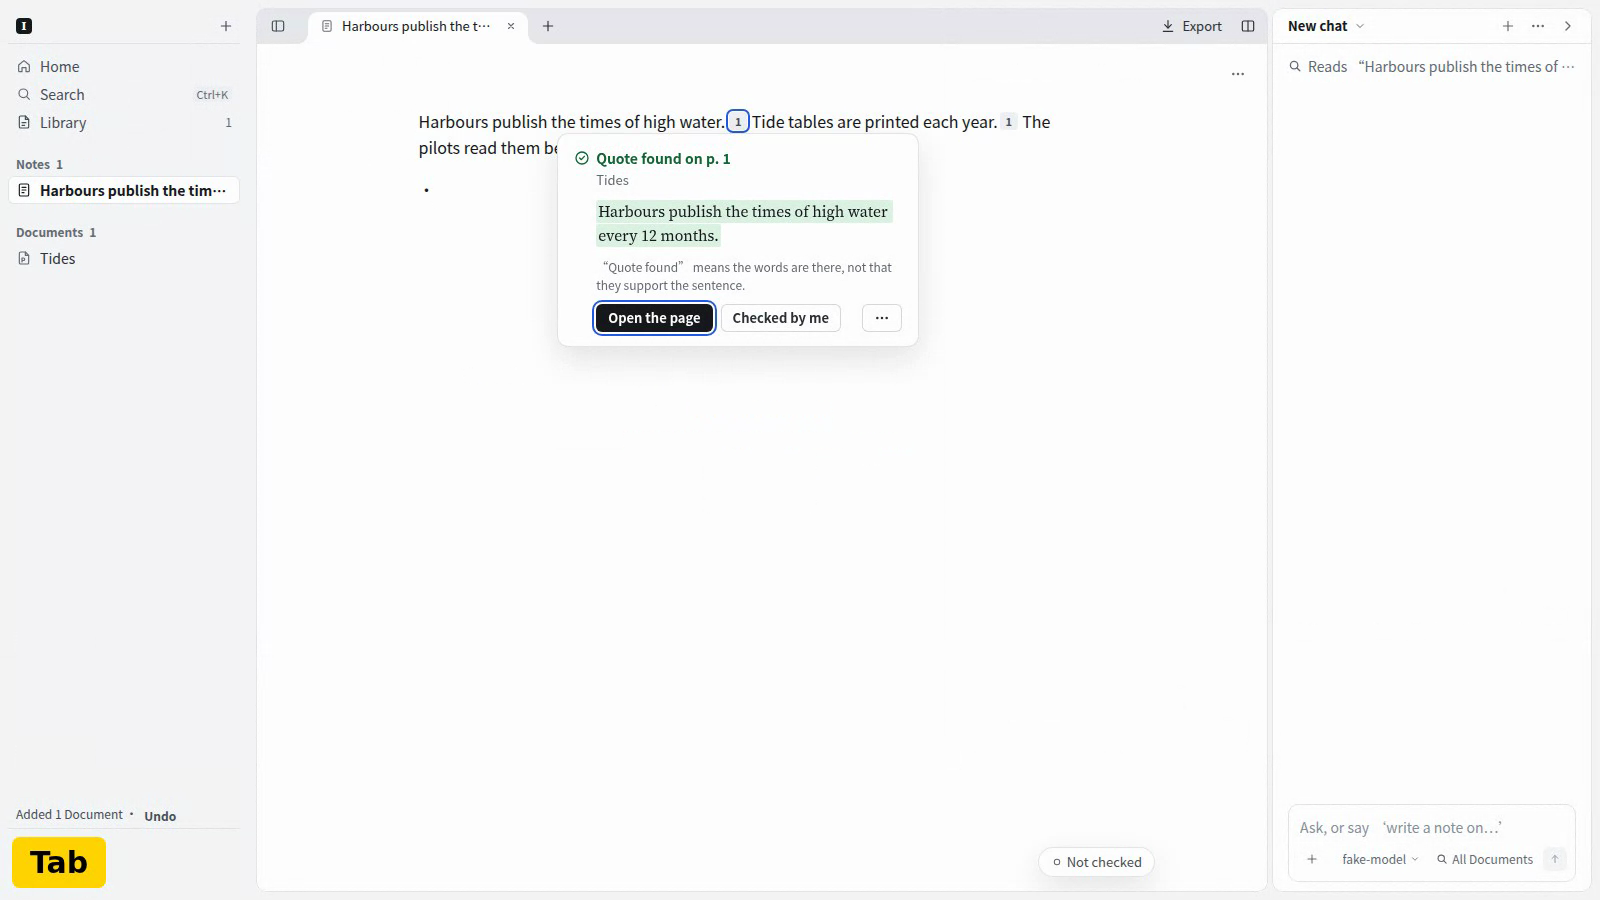 I
Home
Search Ctrl+K
Library 1
Notes 1
Harbours publish the tim···
Documents 1
Tides
Added 1 Document · Undo
Tab
Harbours publish the t···
Export
Harbours publish the times of high water. 1 Tide tables are printed each year. 1 The
pilots read them be
•
Quote found on p. 1
Tides
Harbours publish the times of high water
every 12 months.
“Quote found” means the words are there, not that
they support the sentence.
Open the page Checked by me ···
Not checked
New chat
Reads “Harbours publish the times of ···
Ask, or say ‘write a note on…’
fake-model All Documents